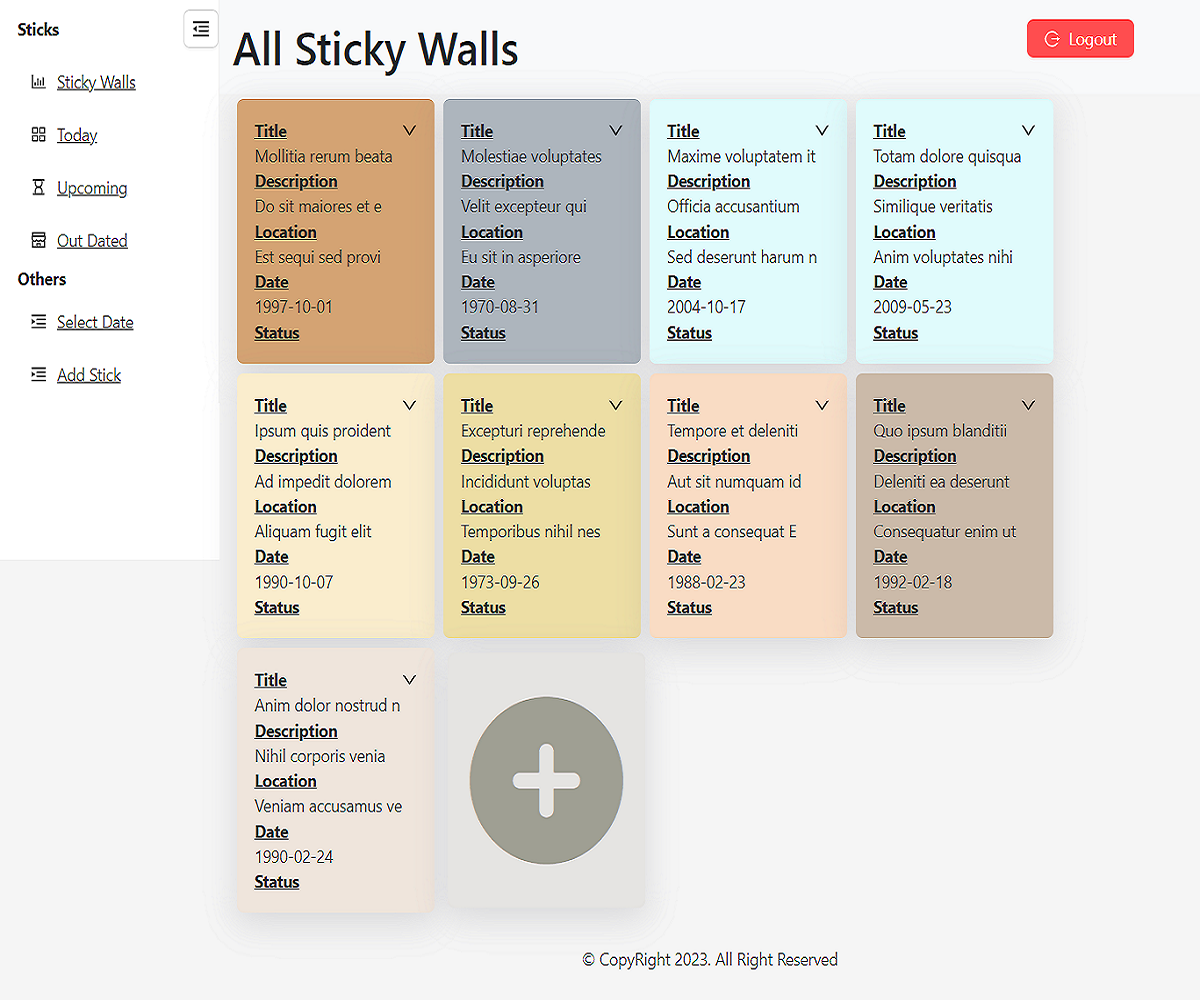 Sticks
Sticky Walls
Today
Upcoming
Out Dated
Others
Select Date
Add Stick
All Sticky Walls
Logout
Title
Mollitia rerum beata
Description
Do sit maiores et e
Location
Est sequi sed provi
Date
1997-10-01
Status
Title
Molestiae voluptates
Description
Velit excepteur qui
Location
Eu sit in asperiore
Date
1970-08-31
Status
Title
Maxime voluptatem it
Description
Officia accusantium
Location
Sed deserunt harum n
Date
2004-10-17
Status
Title
Totam dolore quisqua
Description
Similique veritatis
Location
Anim voluptates nihi
Date
2009-05-23
Status
Title
Ipsum quis proident
Description
Ad impedit dolorem
Location
Aliquam fugit elit
Date
1990-10-07
Status
Title
Excepturi reprehende
Description
Incididunt voluptas
Location
Temporibus nihil nes
Date
1973-09-26
Status
Title
Tempore et deleniti
Description
Aut sit numquam id
Location
Sunt a consequat E
Date
1988-02-23
Status
Title
Quo ipsum blanditii
Description
Deleniti ea deserunt
Location
Consequatur enim ut
Date
1992-02-18
Status
Title
Anim dolor nostrud n
Description
Nihil corporis venia
Location
Veniam accusamus ve
Date
1990-02-24
Status
© CopyRight 2023. All Right Reserved